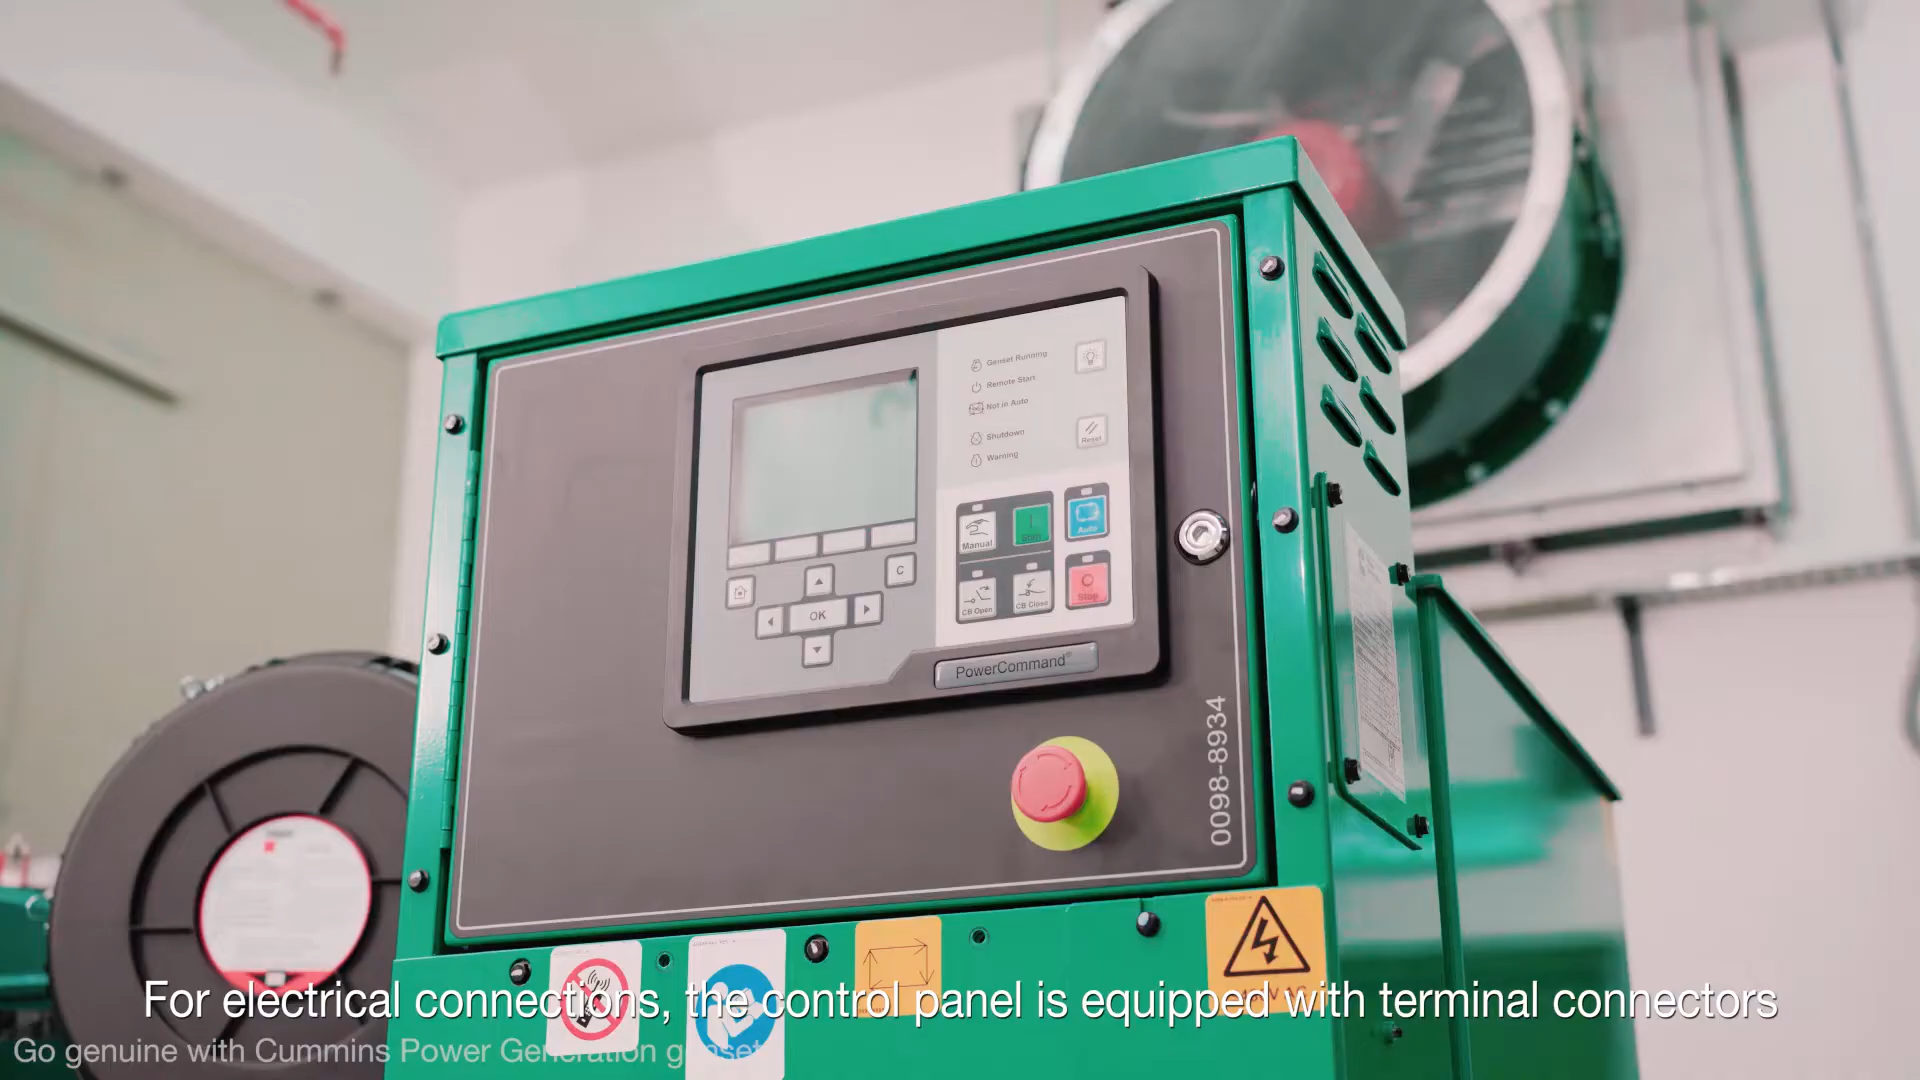 Genset Running
Remote Start
Not in Auto
Shutdown
Reset
Warning
Manual
Start
Auto
C
OK
CB Open
CB Close
Stop
PowerCommand®
0098-8934
For electrical connections, the control panel is equipped with terminal connectors
Go genuine with Cummins Power Generation genset